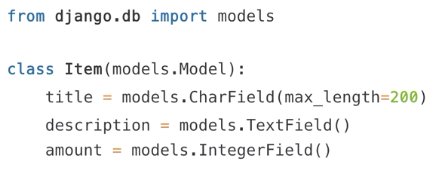 from django.db import models

class Item(models.Model):
    title = models.CharField(max_length=200)
    description = models.TextField()
    amount = models.IntegerField()